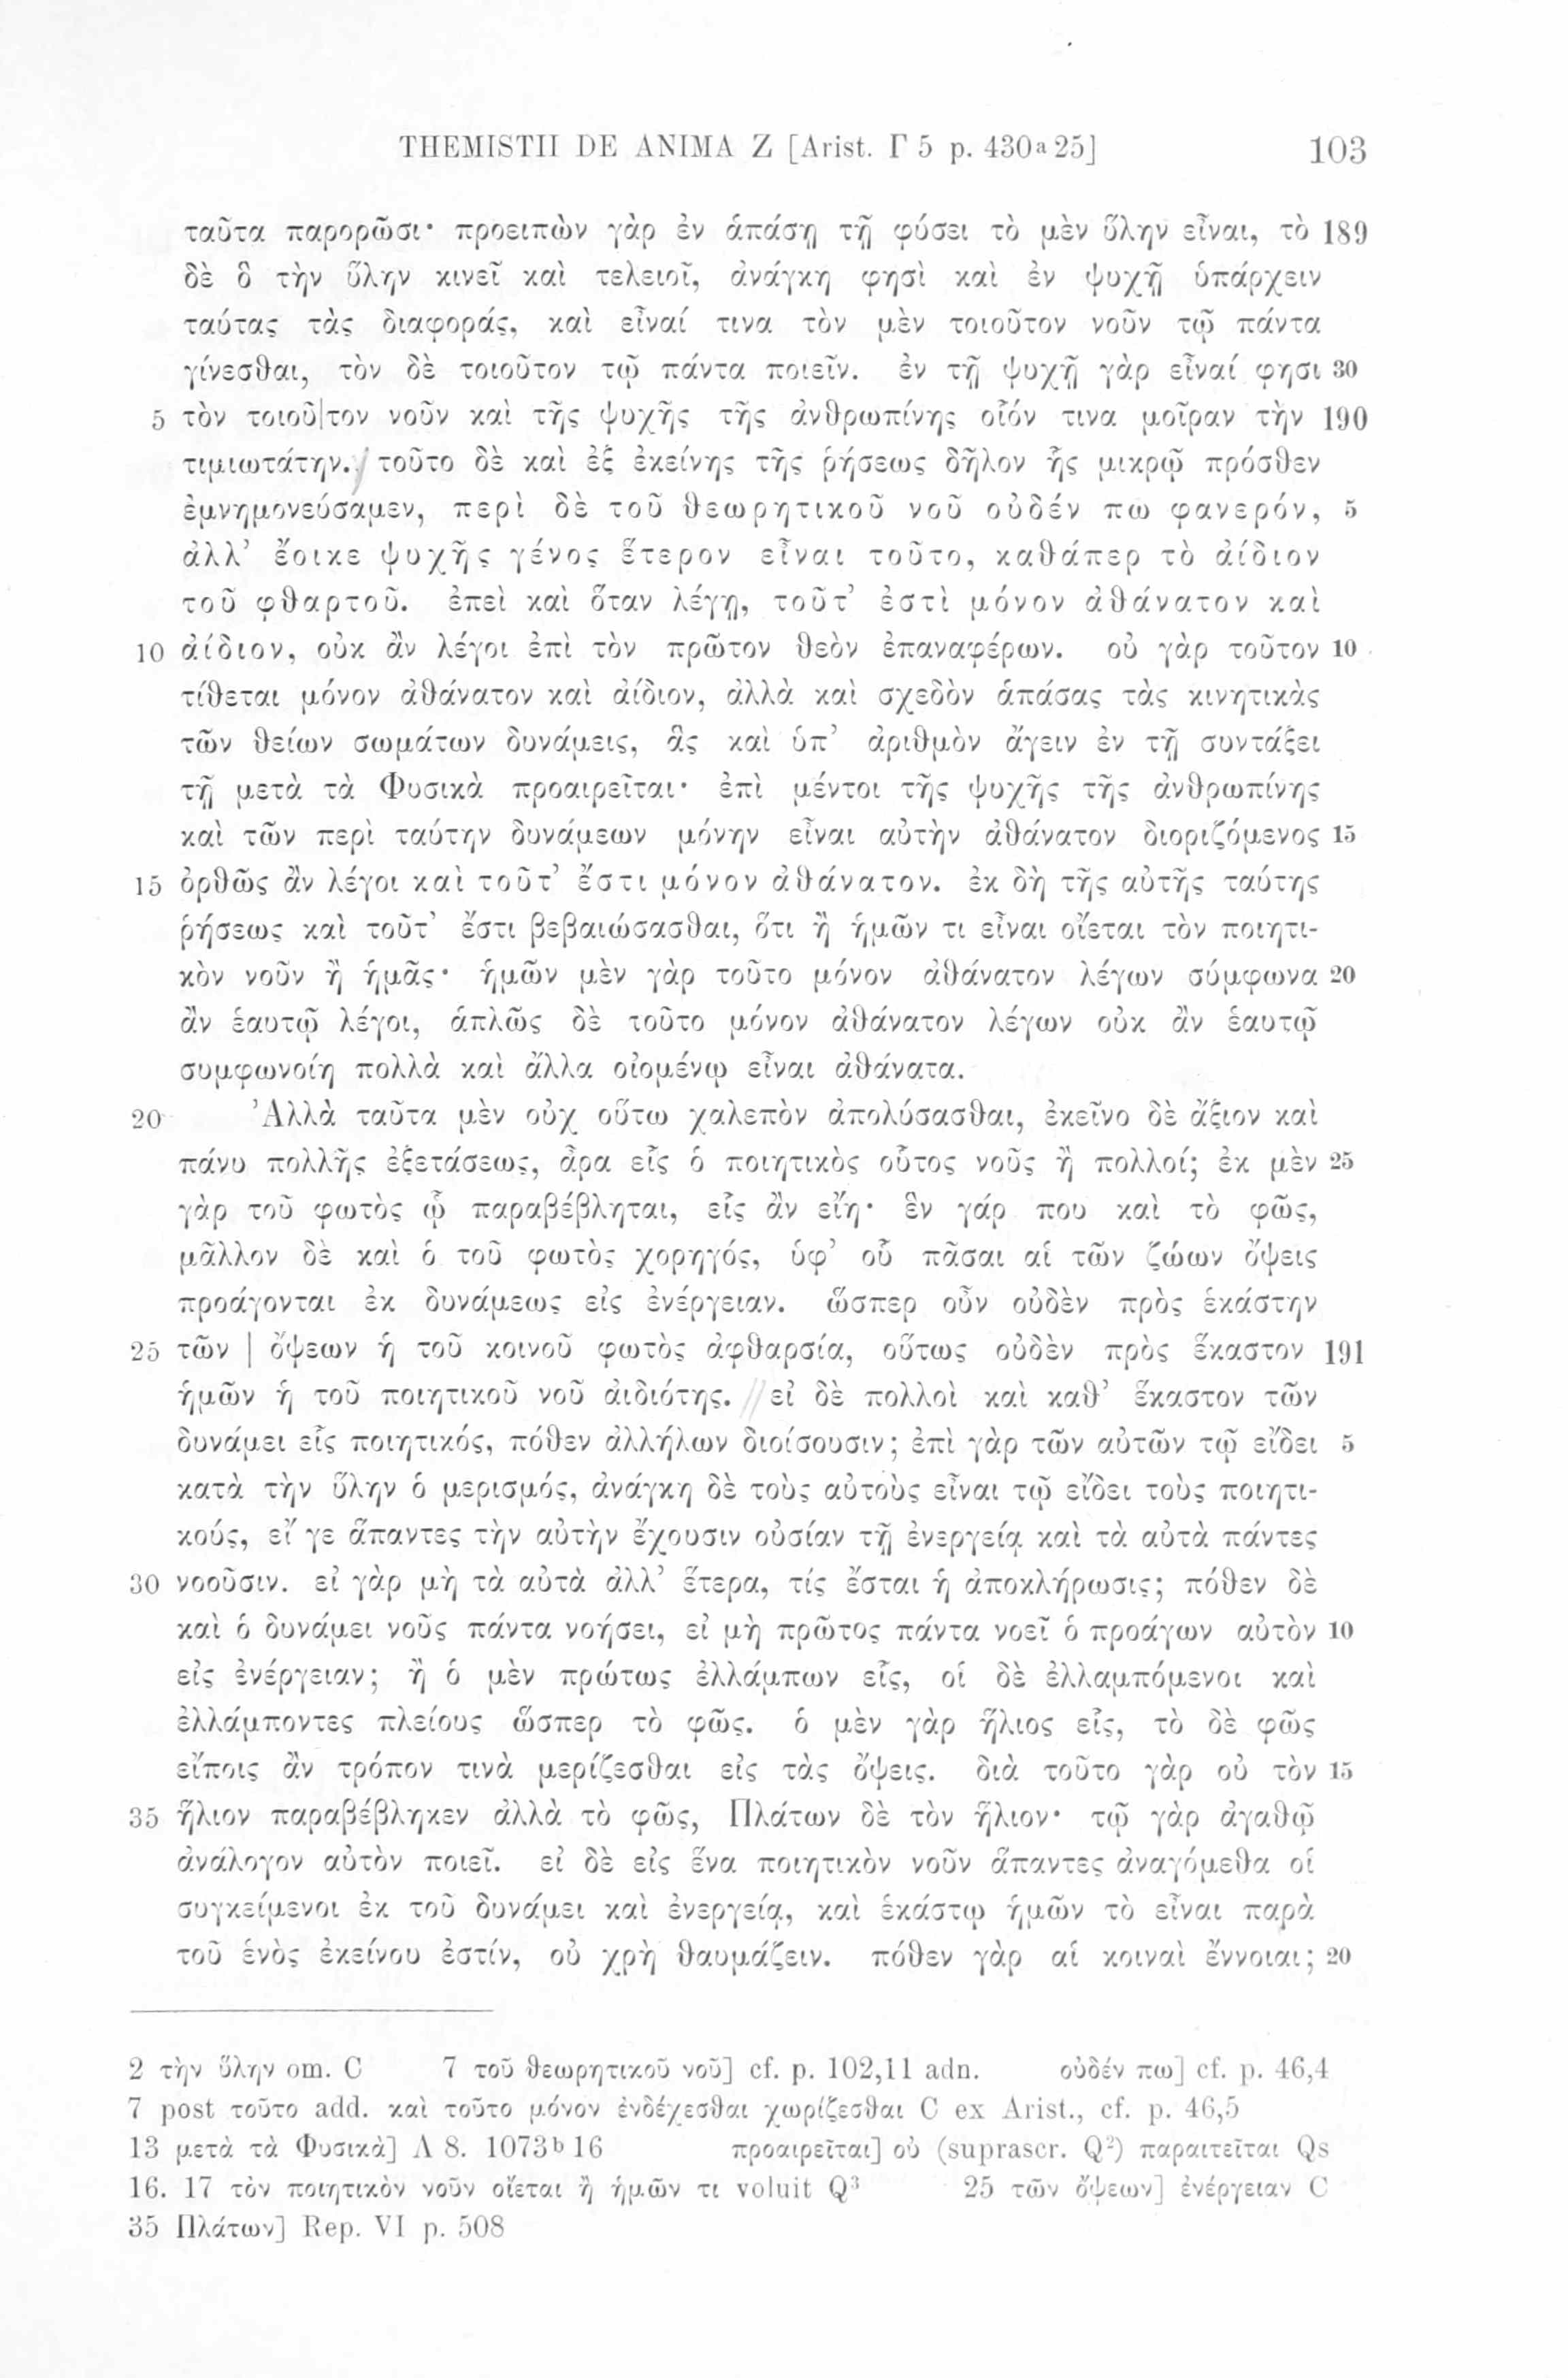 THEMISTII DE ANIMA Z [Arist. Γ 5 p. 430a25] 103
ταῦτα παρορῶσι· προειπὼν γὰρ ἐν ἁπάσῃ τῇ φύσει τὸ μὲν ὕλην εἶναι, τὸ 189
δὲ ὃ τὴν ὕλην κινεῖ καὶ τελειοῖ, ἀνάγκη φησὶ καὶ ἐν ψυχῇ ὑπάρχειν
ταύτας τὰς διαφοράς, καὶ εἶναί τινα τὸν μὲν τοιοῦτον νοῦν τῷ πάντα
γίνεσθαι, τὸν δὲ τοιοῦτον τῷ πάντα ποιεῖν. ἐν τῇ ψυχῇ γὰρ εἶναί φησι 30
5 τὸν τοιοῦ|τον νοῦν καὶ τῆς ψυχῆς τῆς ἀνθρωπίνης οἷόν τινα μοῖραν τὴν 190
τιμιωτάτην. τοῦτο δὲ καὶ ἐξ ἐκείνης τῆς ῥήσεως δῆλον ἧς μικρῷ πρόσθεν
ἐμνημονεύσαμεν, περὶ δὲ τοῦ θεωρητικοῦ νοῦ οὐδέν πω φανερόν, 5
ἀλλ’ ἔοικε ψυχῆς γένος ἕτερον εἶναι τοῦτο, καθάπερ τὸ ἀίδιον
τοῦ φθαρτοῦ. ἐπεὶ καὶ ὅταν λέγῃ, τοῦτ’ ἐστὶ μόνον ἀθάνατον καὶ
10 ἀίδιον, οὐκ ἂν λέγοι ἐπὶ τὸν πρῶτον θεὸν ἐπαναφέρων. οὐ γὰρ τοῦτον 10
τίθεται μόνον ἀθάνατον καὶ ἀίδιον, ἀλλὰ καὶ σχεδὸν ἁπάσας τὰς κινητικὰς
τῶν θείων σωμάτων δυνάμεις, ἃς καὶ ὑπ’ ἀριθμὸν ἄγειν ἐν τῇ συντάξει
τῇ μετὰ τὰ Φυσικὰ προαιρεῖται· ἐπὶ μέντοι τῆς ψυχῆς τῆς ἀνθρωπίνης
καὶ τῶν περὶ ταύτην δυνάμεων μόνην εἶναι αὐτὴν ἀθάνατον διοριζόμενος 15
15 ὀρθῶς ἂν λέγοι καὶ τοῦτ’ ἔστι μόνον ἀθάνατον. ἐκ δὴ τῆς αὐτῆς ταύτης
ῥήσεως καὶ τοῦτ’ ἔστι βεβαιώσασθαι, ὅτι ἢ ἡμῶν τι εἶναι οἴεται τὸν ποιητι-
κὸν νοῦν ἢ ἡμᾶς· ἡμῶν μὲν γὰρ τοῦτο μόνον ἀθάνατον λέγων σύμφωνα 20
ἂν ἑαυτῷ λέγοι, ἁπλῶς δὲ τοῦτο μόνον ἀθάνατον λέγων οὐκ ἂν ἑαυτῷ
συμφωνοίη πολλὰ καὶ ἄλλα οἰομένῳ εἶναι ἀθάνατα.
20 Ἀλλὰ ταῦτα μὲν οὐχ οὕτω χαλεπὸν ἀπολύσασθαι, ἐκεῖνο δὲ ἄξιον καὶ
πάνυ πολλῆς ἐξετάσεως, ἆρα εἷς ὁ ποιητικὸς οὗτος νοῦς ἢ πολλοί; ἐκ μὲν 25
γὰρ τοῦ φωτὸς ᾧ παραβέβληται, εἷς ἂν εἴη· ἓν γάρ που καὶ τὸ φῶς,
μᾶλλον δὲ καὶ ὁ τοῦ φωτὸς χορηγός, ὑφ’ οὗ πᾶσαι αἱ τῶν ζώων ὄψεις
προάγονται ἐκ δυνάμεως εἰς ἐνέργειαν. ὥσπερ οὖν οὐδὲν πρὸς ἑκάστην
25 τῶν | ὄψεων ἡ τοῦ κοινοῦ φωτὸς ἀφθαρσία, οὕτως οὐδὲν πρὸς ἕκαστον 191
ἡμῶν ἡ τοῦ ποιητικοῦ νοῦ ἀιδιότης. εἰ δὲ πολλοὶ καὶ καθ’ ἕκαστον τῶν
δυνάμει εἷς ποιητικός, πόθεν ἀλλήλων διοίσουσιν; ἐπὶ γὰρ τῶν αὐτῶν τῷ εἴδει 5
κατὰ τὴν ὕλην ὁ μερισμός, ἀνάγκη δὲ τοὺς αὐτοὺς εἶναι τῷ εἴδει τοὺς ποιητι-
κούς, εἴ γε ἅπαντες τὴν αὐτὴν ἔχουσιν οὐσίαν τῇ ἐνεργείᾳ καὶ τὰ αὐτὰ πάντες
30 νοοῦσιν. εἰ γὰρ μὴ τὰ αὐτὰ ἀλλ’ ἕτερα, τίς ἔσται ἡ ἀποκλήρωσις; πόθεν δὲ
καὶ ὁ δυνάμει νοῦς πάντα νοήσει, εἰ μὴ πρῶτος πάντα νοεῖ ὁ προάγων αὐτὸν 10
εἰς ἐνέργειαν; ἢ ὁ μὲν πρώτως ἐλλάμπων εἷς, οἱ δὲ ἐλλαμπόμενοι καὶ
ἐλλάμποντες πλείους ὥσπερ τὸ φῶς. ὁ μὲν γὰρ ἥλιος εἷς, τὸ δὲ φῶς
εἴποις ἂν τρόπον τινὰ μερίζεσθαι εἰς τὰς ὄψεις. διὰ τοῦτο γὰρ οὐ τὸν 15
35 ἥλιον παραβέβληκεν ἀλλὰ τὸ φῶς, Πλάτων δὲ τὸν ἥλιον· τῷ γὰρ ἀγαθῷ
ἀνάλογον αὐτὸν ποιεῖ. εἰ δὲ εἰς ἕνα ποιητικὸν νοῦν ἅπαντες ἀναγόμεθα οἱ
συγκείμενοι ἐκ τοῦ δυνάμει καὶ ἐνεργείᾳ, καὶ ἑκάστῳ ἡμῶν τὸ εἶναι παρὰ
τοῦ ἑνὸς ἐκείνου ἐστίν, οὐ χρὴ θαυμάζειν. πόθεν γὰρ αἱ κοιναὶ ἔννοιαι; 20
2 τὴν ὕλην om. C 7 τοῦ θεωρητικοῦ νοῦ] cf. p. 102,11 adn. οὐδέν πω] cf. p. 46,4
7 post τοῦτο add. καὶ τοῦτο μόνον ἐνδέχεσθαι χωρίζεσθαι C ex Arist., cf. p. 46,5
13 μετὰ τὰ Φυσικὰ] Λ 8. 1073b16 προαιρεῖται] οὐ (suprascr. Q²) παραιτεῖται Qs
16. 17 τὸν ποιητικὸν νοῦν οἴεται ἢ ἡμῶν τι voluit Q³ 25 τῶν ὄψεων] ἐνέργειαν C
35 Πλάτων] Rep. VI p. 508